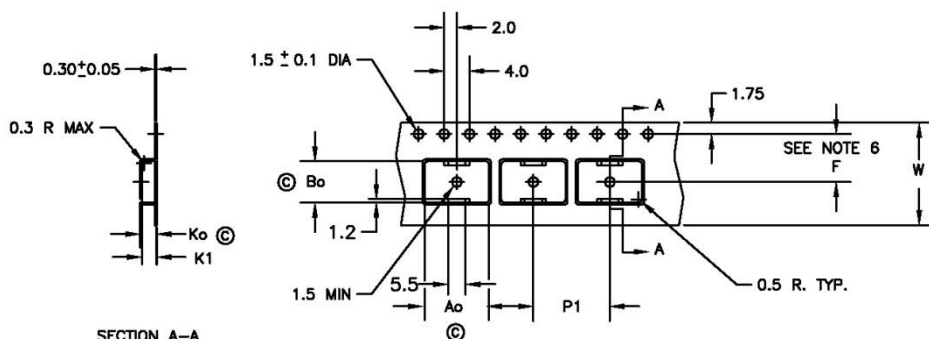 2.0
0.30±0.05
1.5 ± 0.1 DIA
4.0
1.75
A
0.3 R MAX
SEE NOTE 6
F
W
Ⓒ Bo
1.2
Ko Ⓒ
K1
A
5.5
0.5 R. TYP.
1.5 MIN
Ao
P1
Ⓒ
SECTION A-A